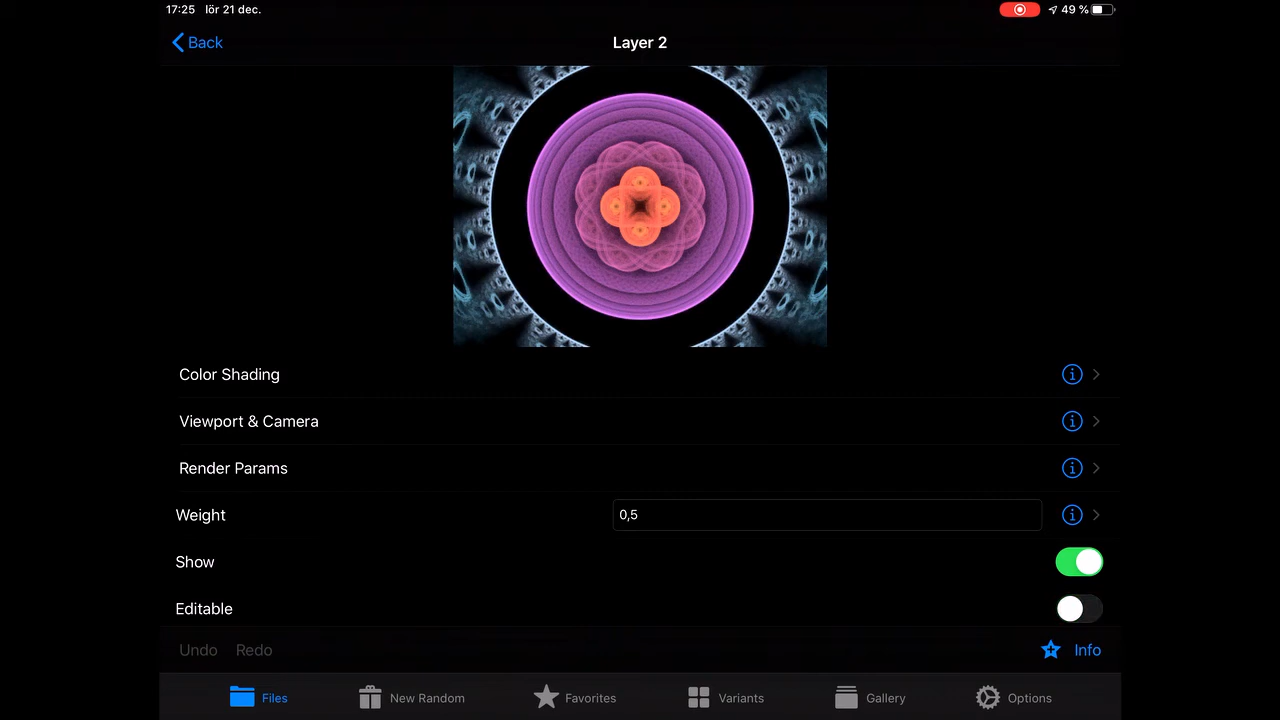 17:25 lör 21 dec. 49 %
Back Layer 2
Color Shading
Viewport & Camera
Render Params
Weight 0,5
Show
Editable
Undo Redo Info
Files New Random Favorites Variants Gallery Options